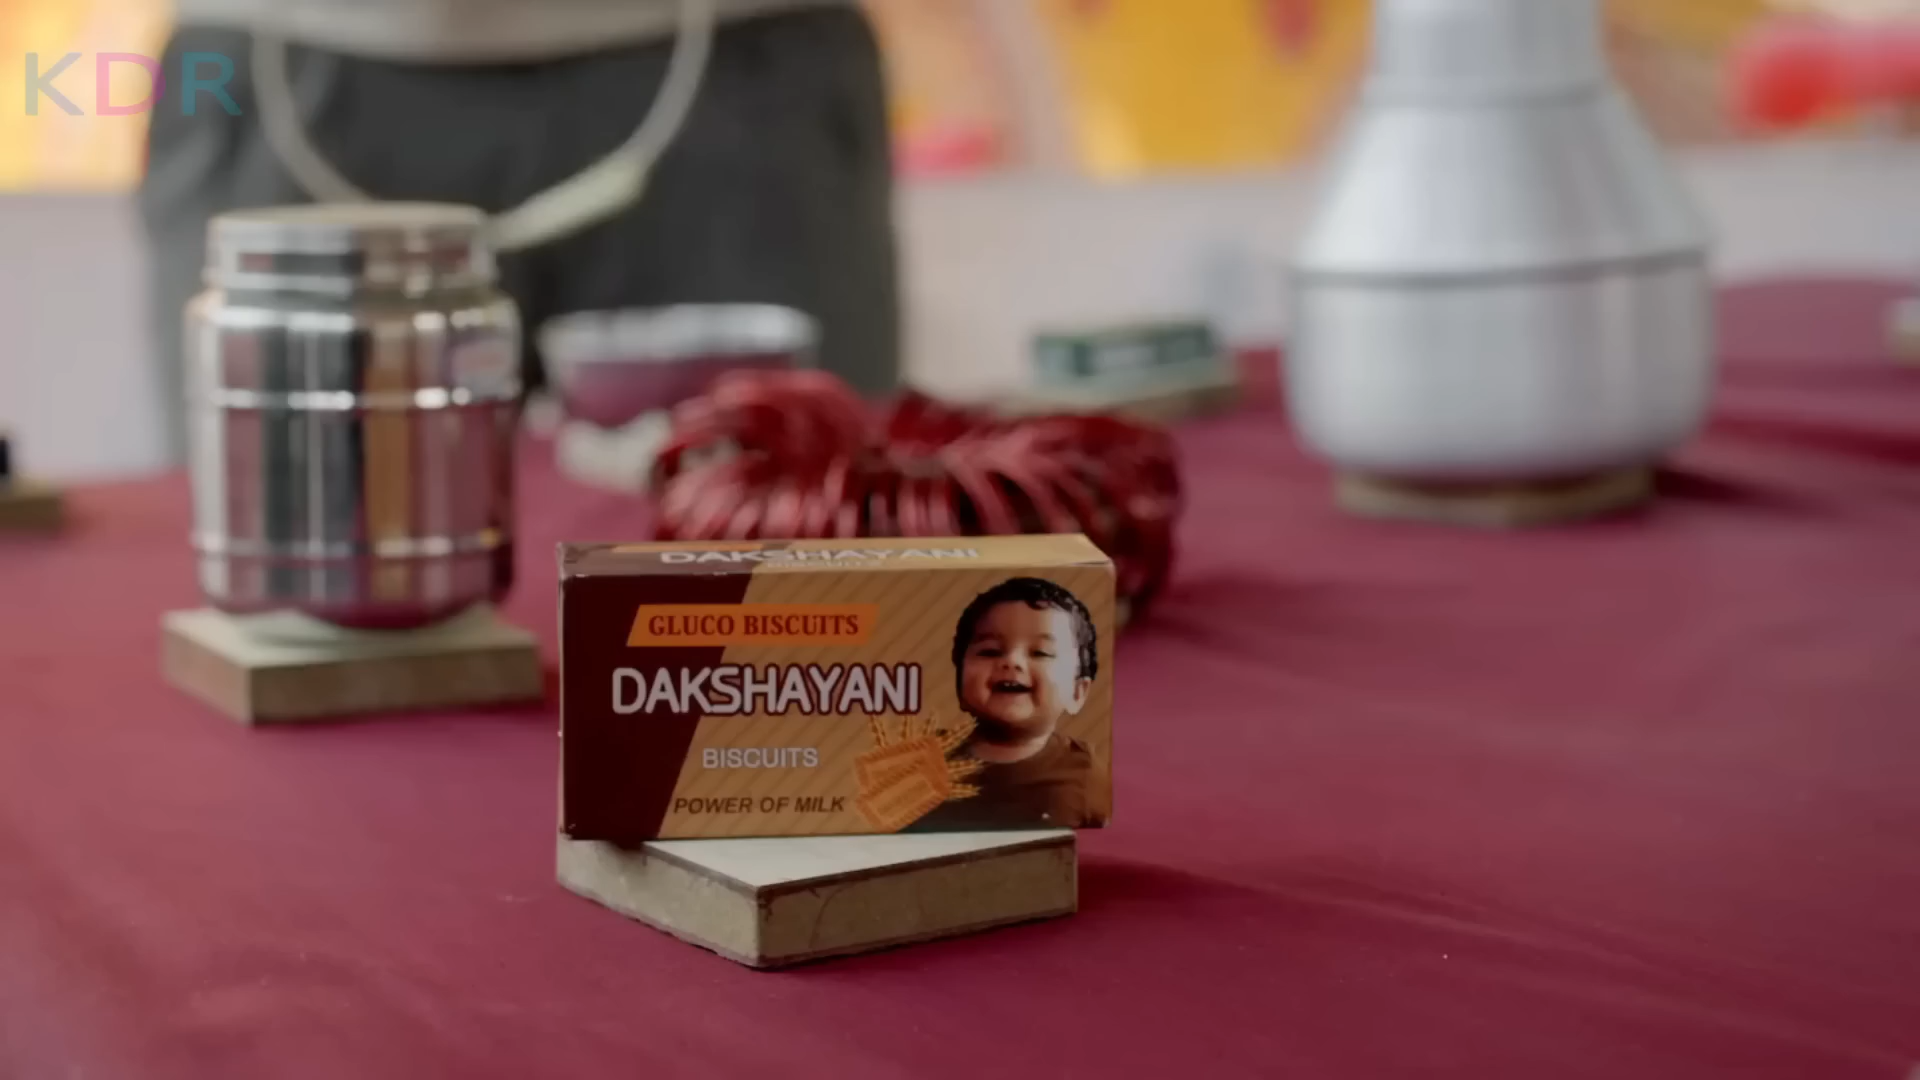 KDR
DAKSHAYANI
BISCUITS
GLUCO BISCUITS
DAKSHAYANI
BISCUITS
POWER OF MILK